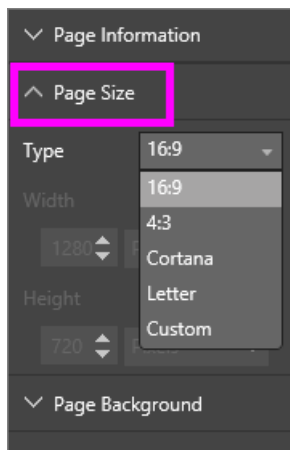 Page Information
Page Size
Type 16:9
Width 16:9
4:3
1280 Cortana
Height Letter
Custom
720 Pixels
Page Background